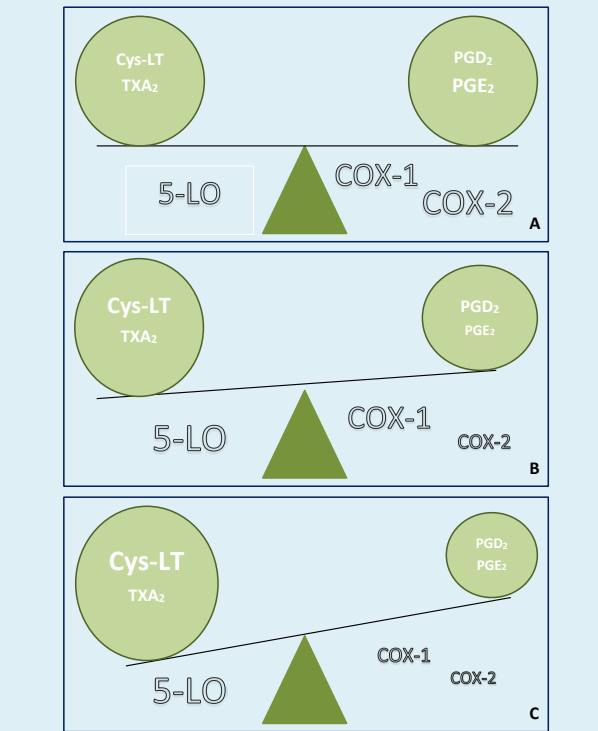 Cys-LT
TXA₂
PGD₂
PGE₂
5-LO
COX-1
COX-2
A
Cys-LT
TXA₂
PGD₂
PGE₂
5-LO
COX-1
COX-2
B
Cys-LT
TXA₂
PGD₂
PGE₂
5-LO
COX-1
COX-2
C